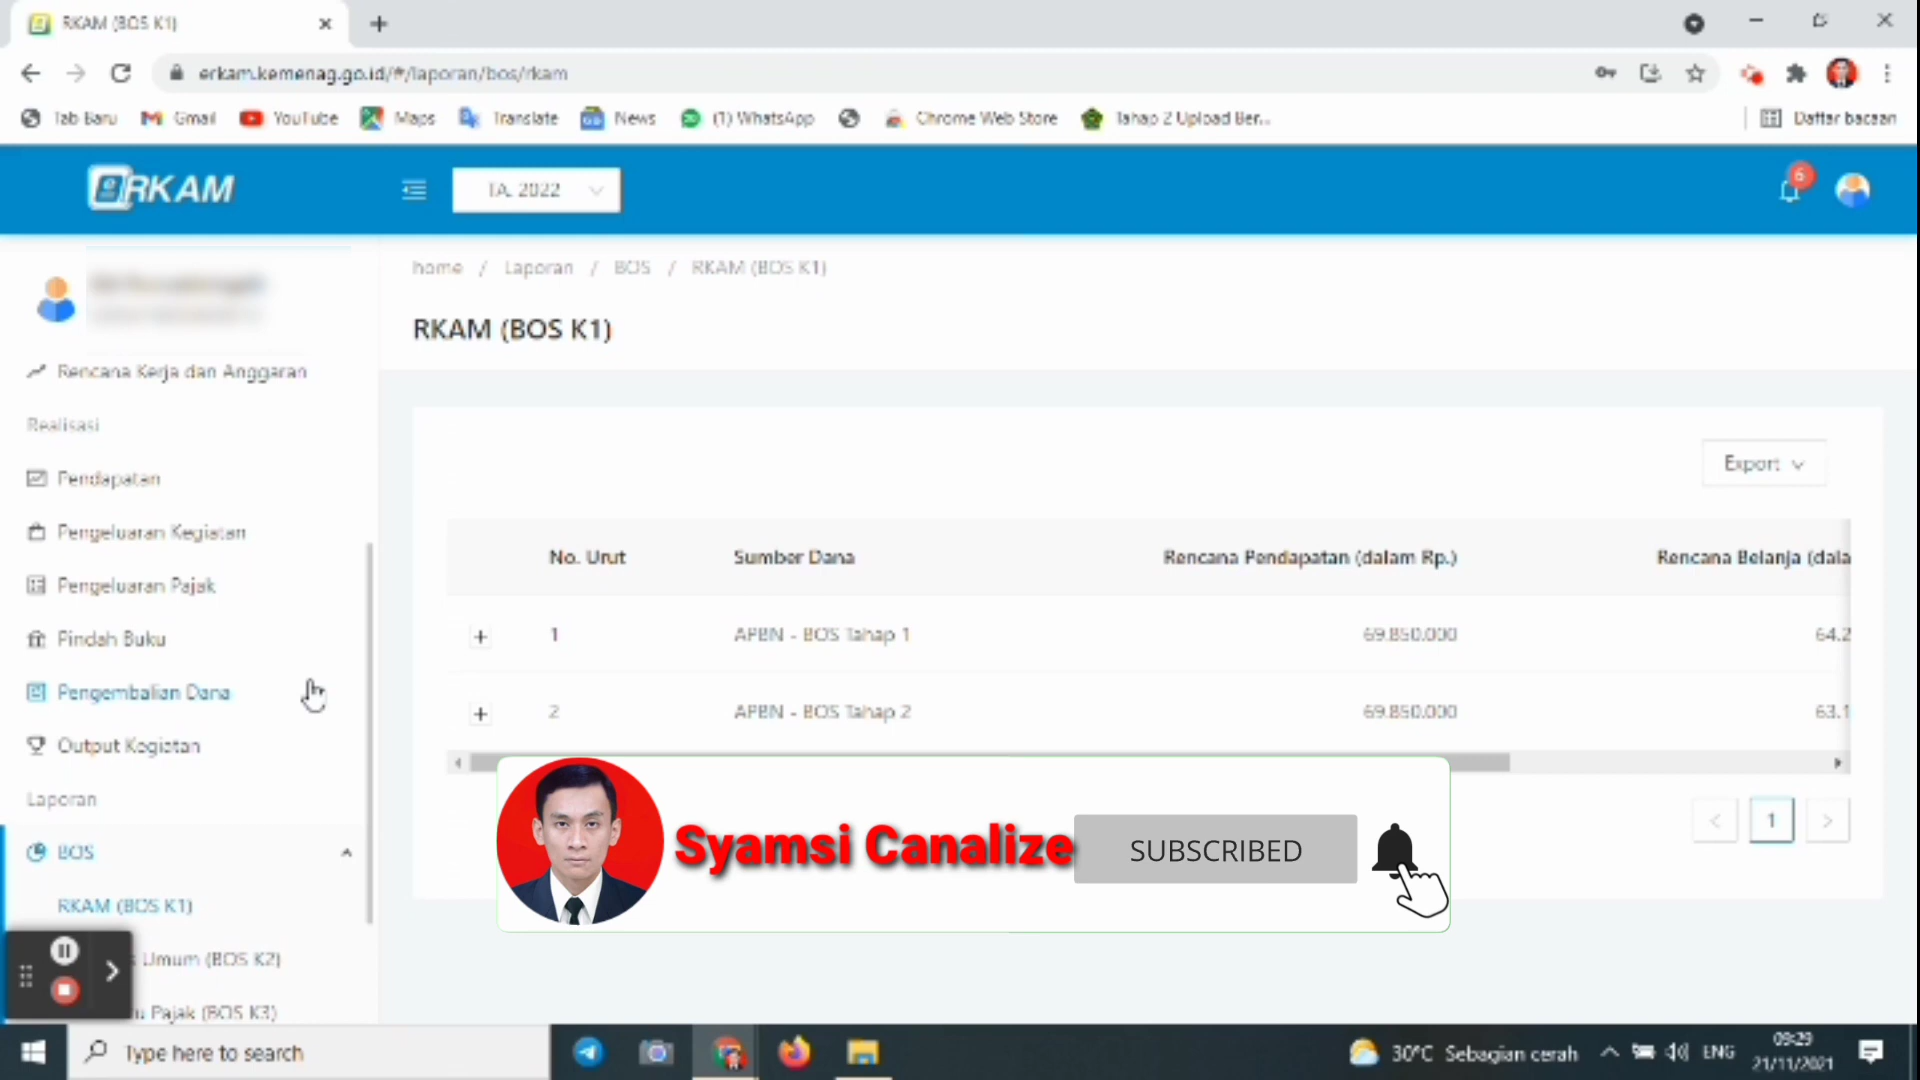 RKAM (BOS K1)
erkam.kemenag.go.id/#/laporan/bos/rkam
Tab Baru
Gmail
YouTube
Maps
Translate
News
(1) WhatsApp
Chrome Web Store
Tahap 2 Upload Ber...
Daftar bacaan
eRKAM
TA. 2022
6
home / Laporan / BOS / RKAM (BOS K1)
RKAM (BOS K1)
Rencana Kerja dan Anggaran
Realisasi
Pendapatan
Pengeluaran Kegiatan
Pengeluaran Pajak
Pindah Buku
Pengembalian Dana
Output Kegiatan
Laporan
BOS
RKAM (BOS K1)
Umum (BOS K2)
Pajak (BOS K3)
Export
No. Urut Sumber Dana Rencana Pendapatan (dalam Rp.) Rencana Belanja (dala
1 APBN - BOS Tahap 1 69.850.000 64.2
2 APBN - BOS Tahap 2 69.850.000 63.1
< 1 >
Syamsi Canalize
SUBSCRIBED
Type here to search
30°C Sebagian cerah
ENG
09:29
21/11/2021